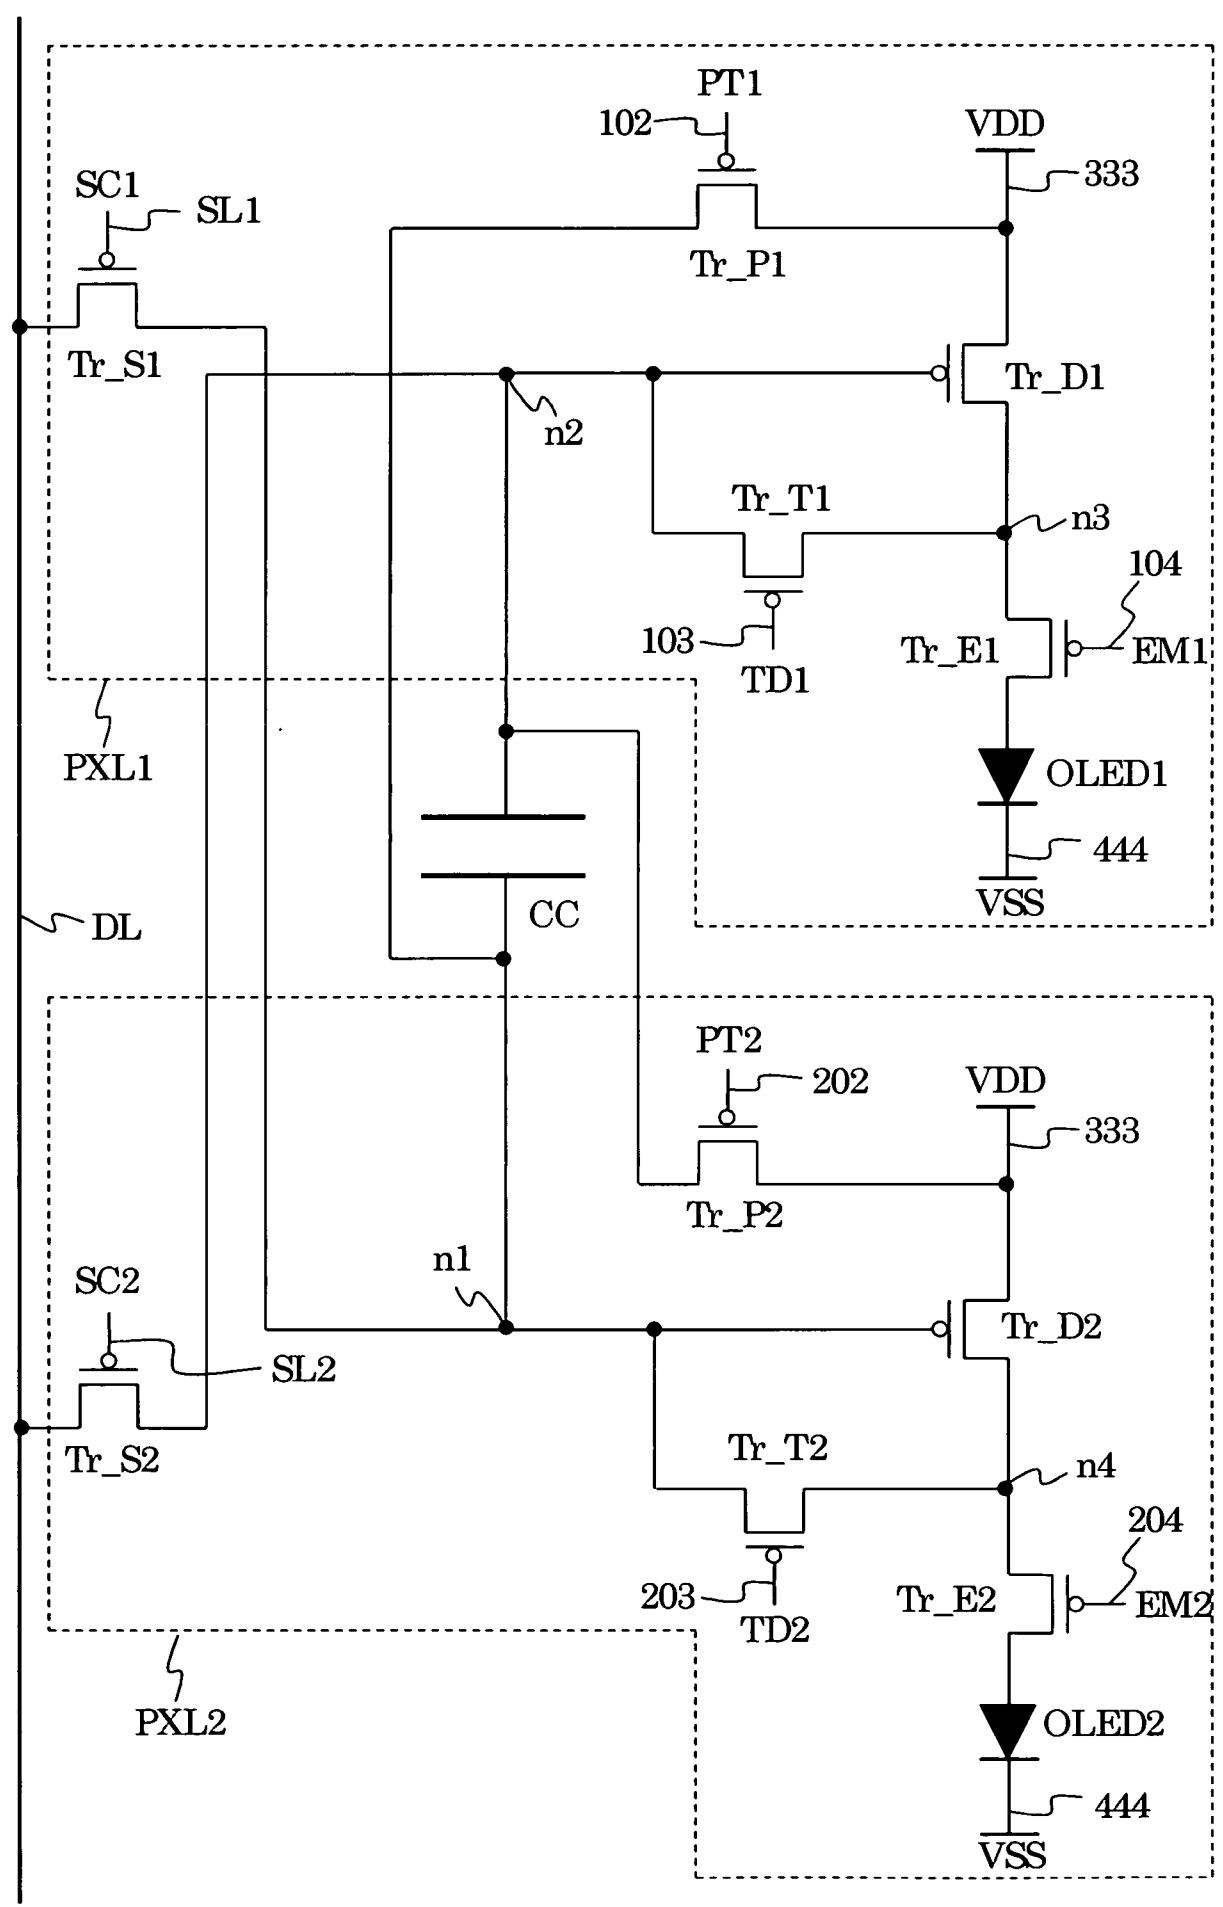 PT1
102
VDD
333
SC1
SL1
Tr_P1
Tr_S1
Tr_D1
n2
Tr_T1
n3
104
103
Tr_E1
EM1
TD1
PXL1
OLED1
444
VSS
CC
DL
PT2
202
VDD
333
Tr_P2
n1
SC2
SL2
Tr_D2
Tr_S2
Tr_T2
n4
204
203
Tr_E2
EM2
TD2
PXL2
OLED2
444
VSS